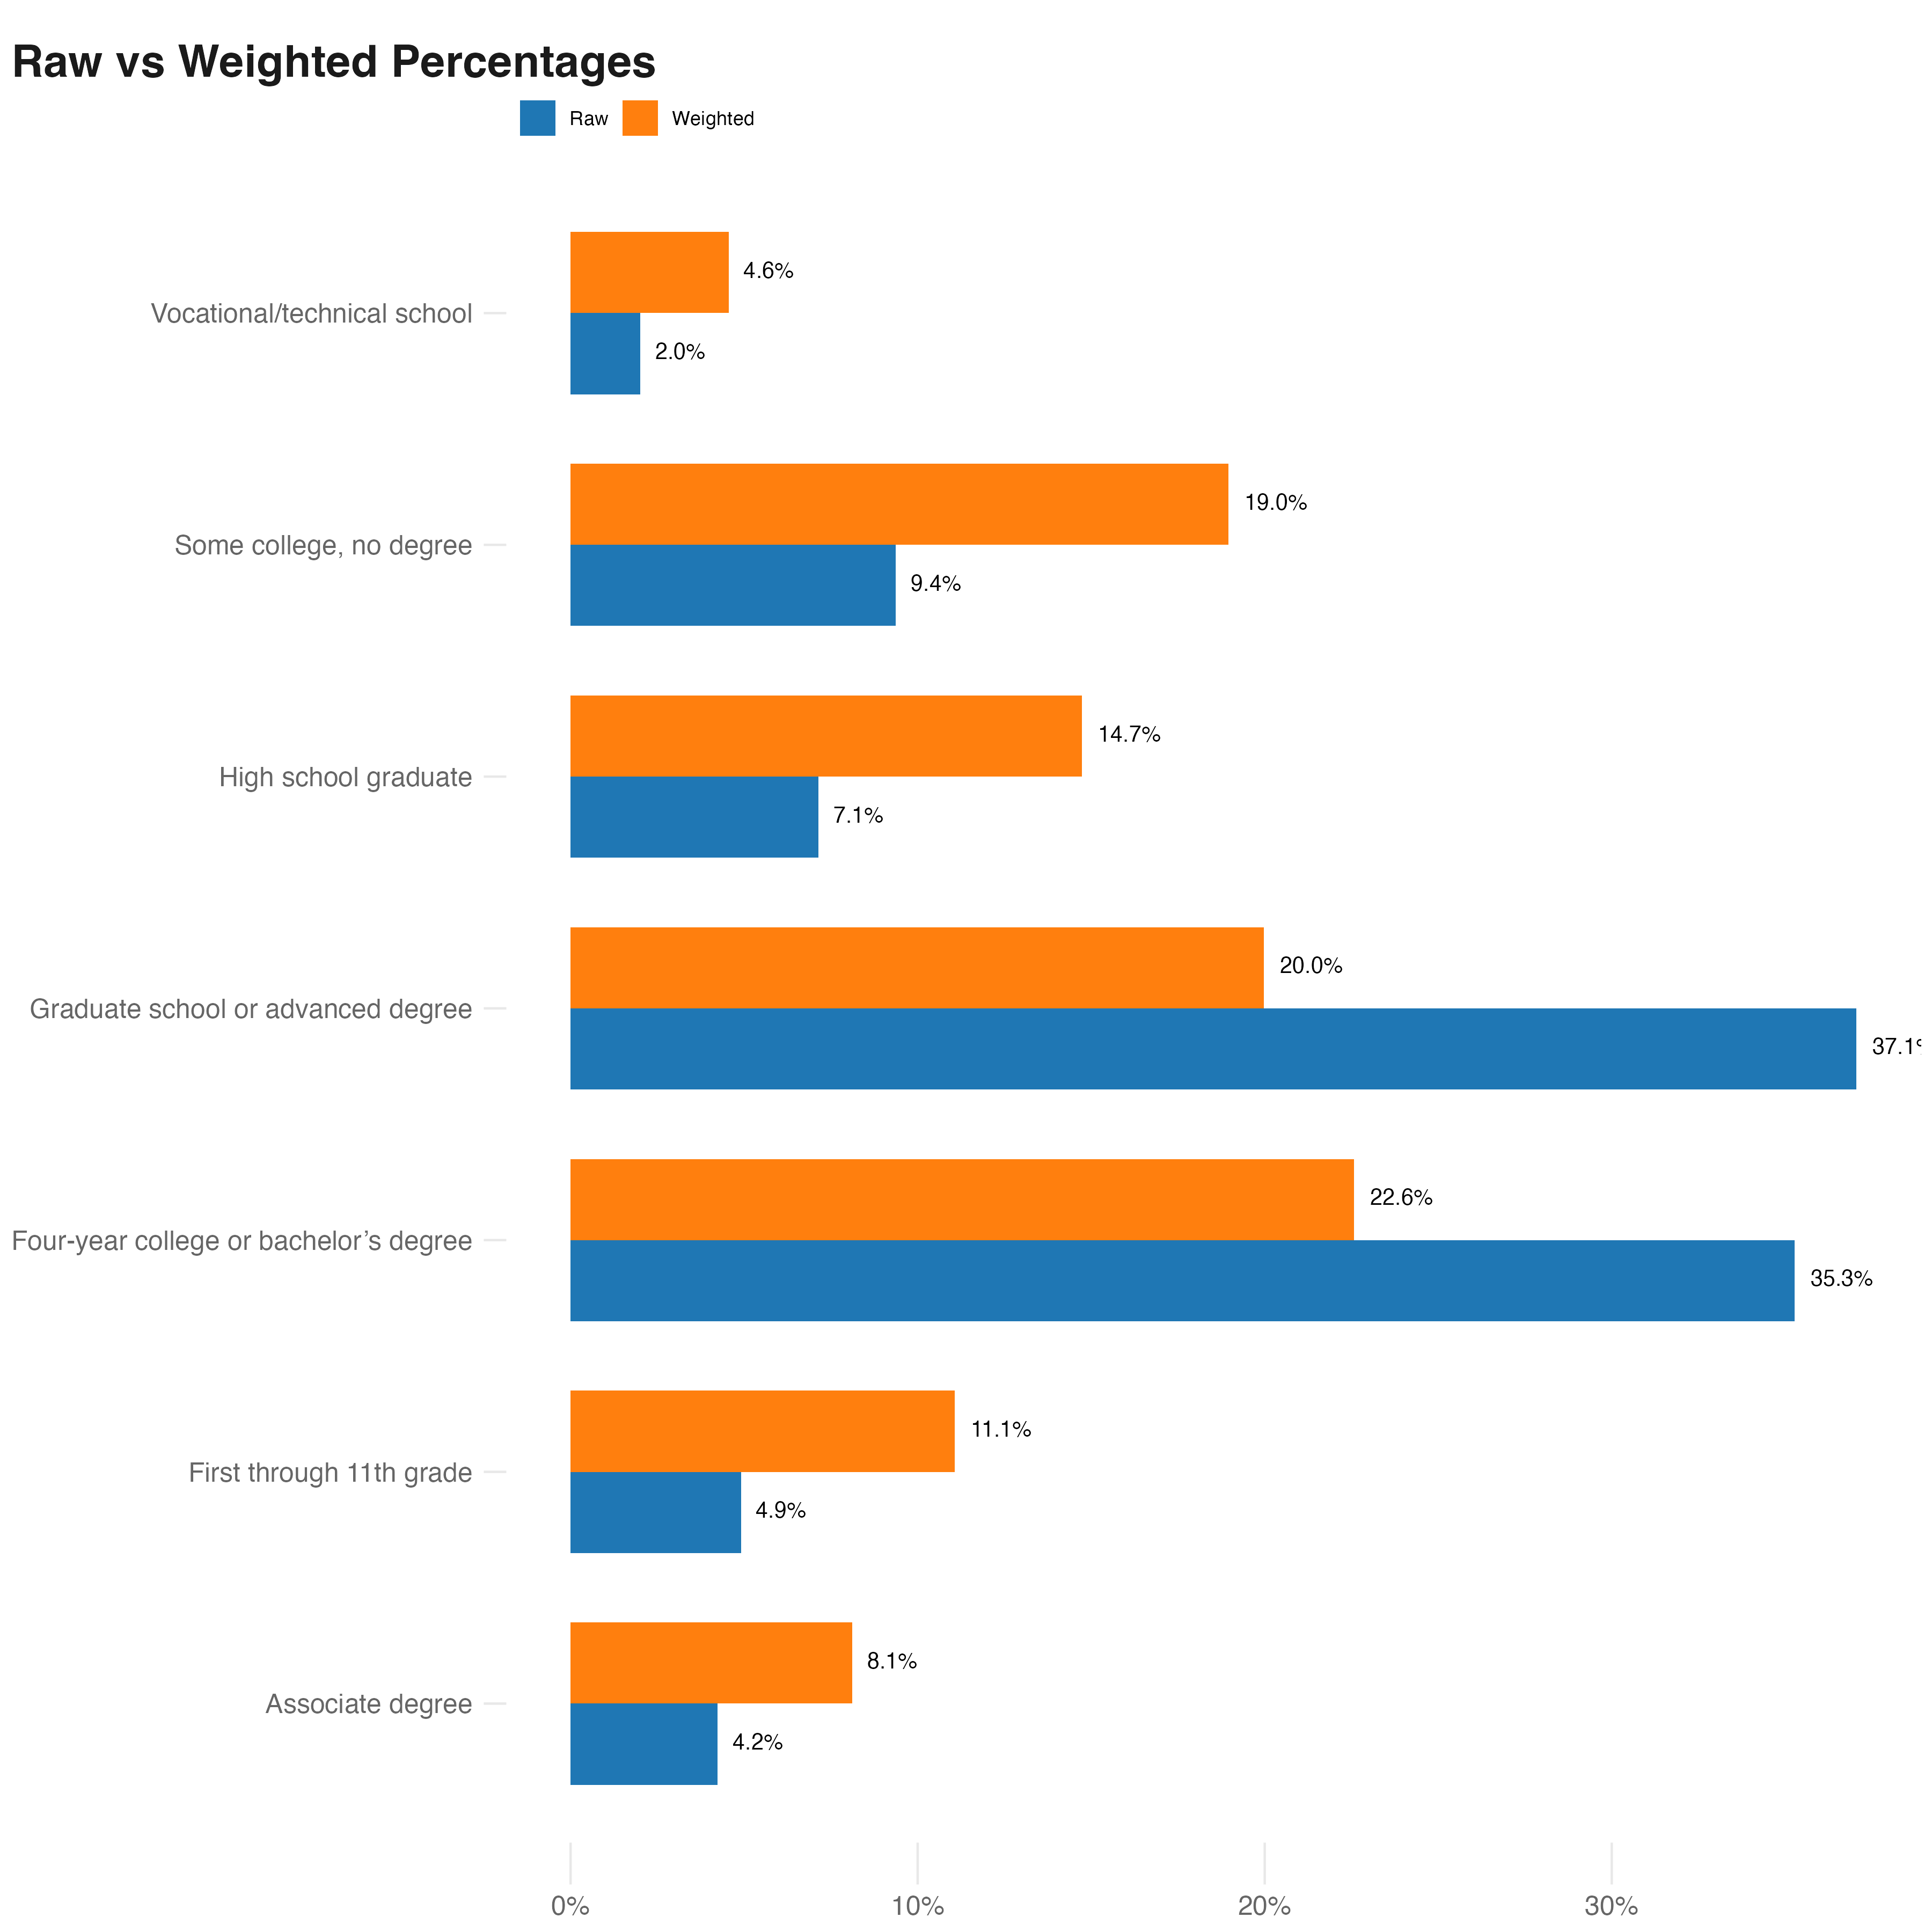 Raw vs Weighted Percentages
Raw Weighted
Vocational/technical school
4.6%
2.0%
Some college, no degree
19.0%
9.4%
High school graduate
14.7%
7.1%
Graduate school or advanced degree
20.0%
37.1%
Four-year college or bachelor’s degree
22.6%
35.3%
First through 11th grade
11.1%
4.9%
Associate degree
8.1%
4.2%
0% 10% 20% 30%